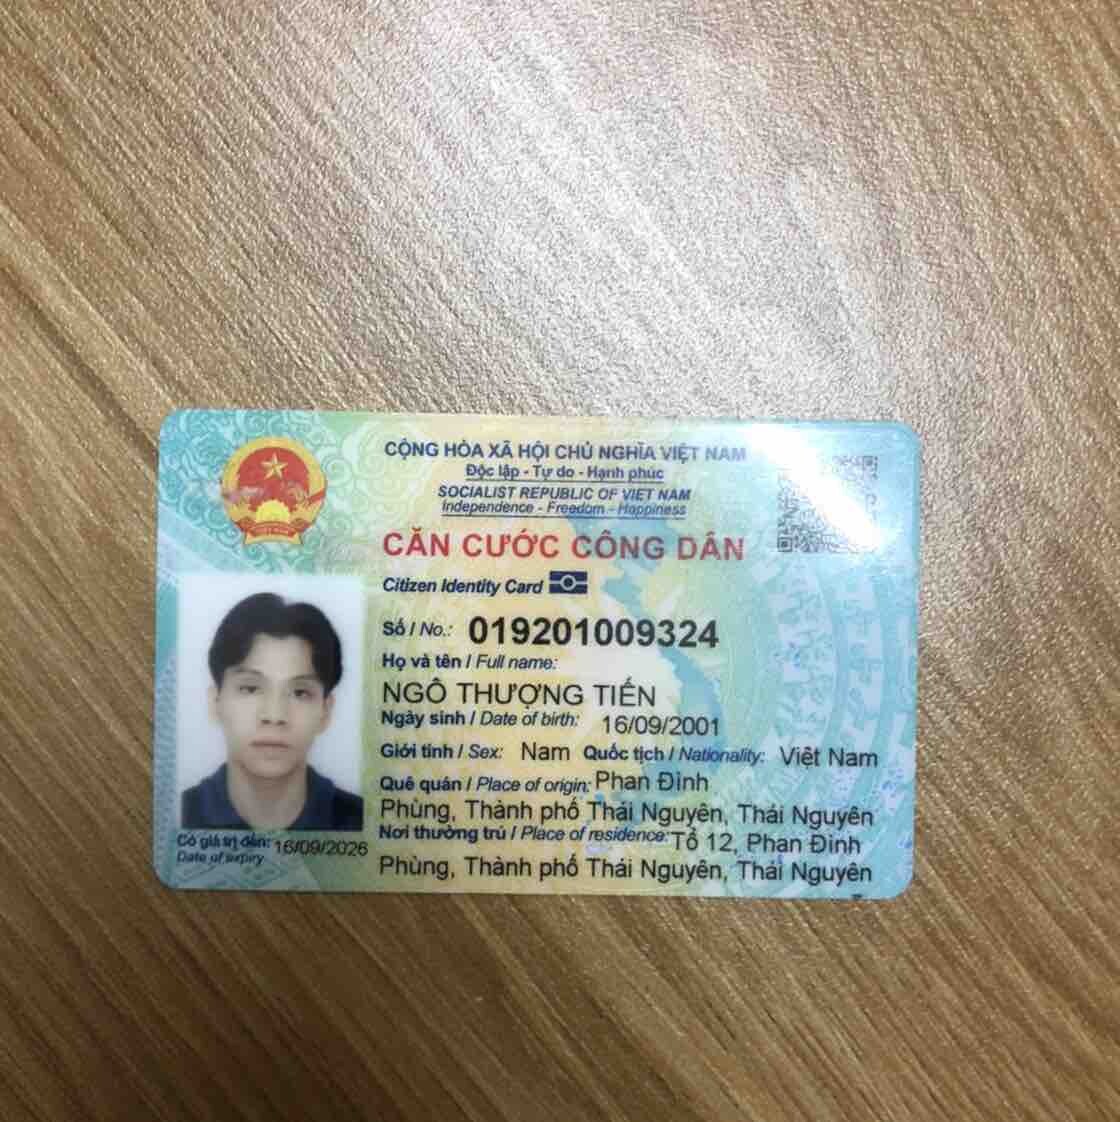 CỘNG HÒA XÃ HỘI CHỦ NGHĨA VIỆT NAM
Độc lập - Tự do - Hạnh phúc
SOCIALIST REPUBLIC OF VIET NAM
Independence - Freedom - Happiness
CĂN CƯỚC CÔNG DÂN
Citizen Identity Card
Số / No.: 019201009324
Họ và tên / Full name:
NGÔ THƯỢNG TIẾN
Ngày sinh / Date of birth: 16/09/2001
Giới tính / Sex: Nam Quốc tịch / Nationality: Việt Nam
Quê quán / Place of origin: Phan Đình
Phùng, Thành phố Thái Nguyên, Thái Nguyên
Nơi thường trú / Place of residence: Tổ 12, Phan Đình
Phùng, Thành phố Thái Nguyên, Thái Nguyên
Có giá trị đến: 16/09/2026
Date of expiry